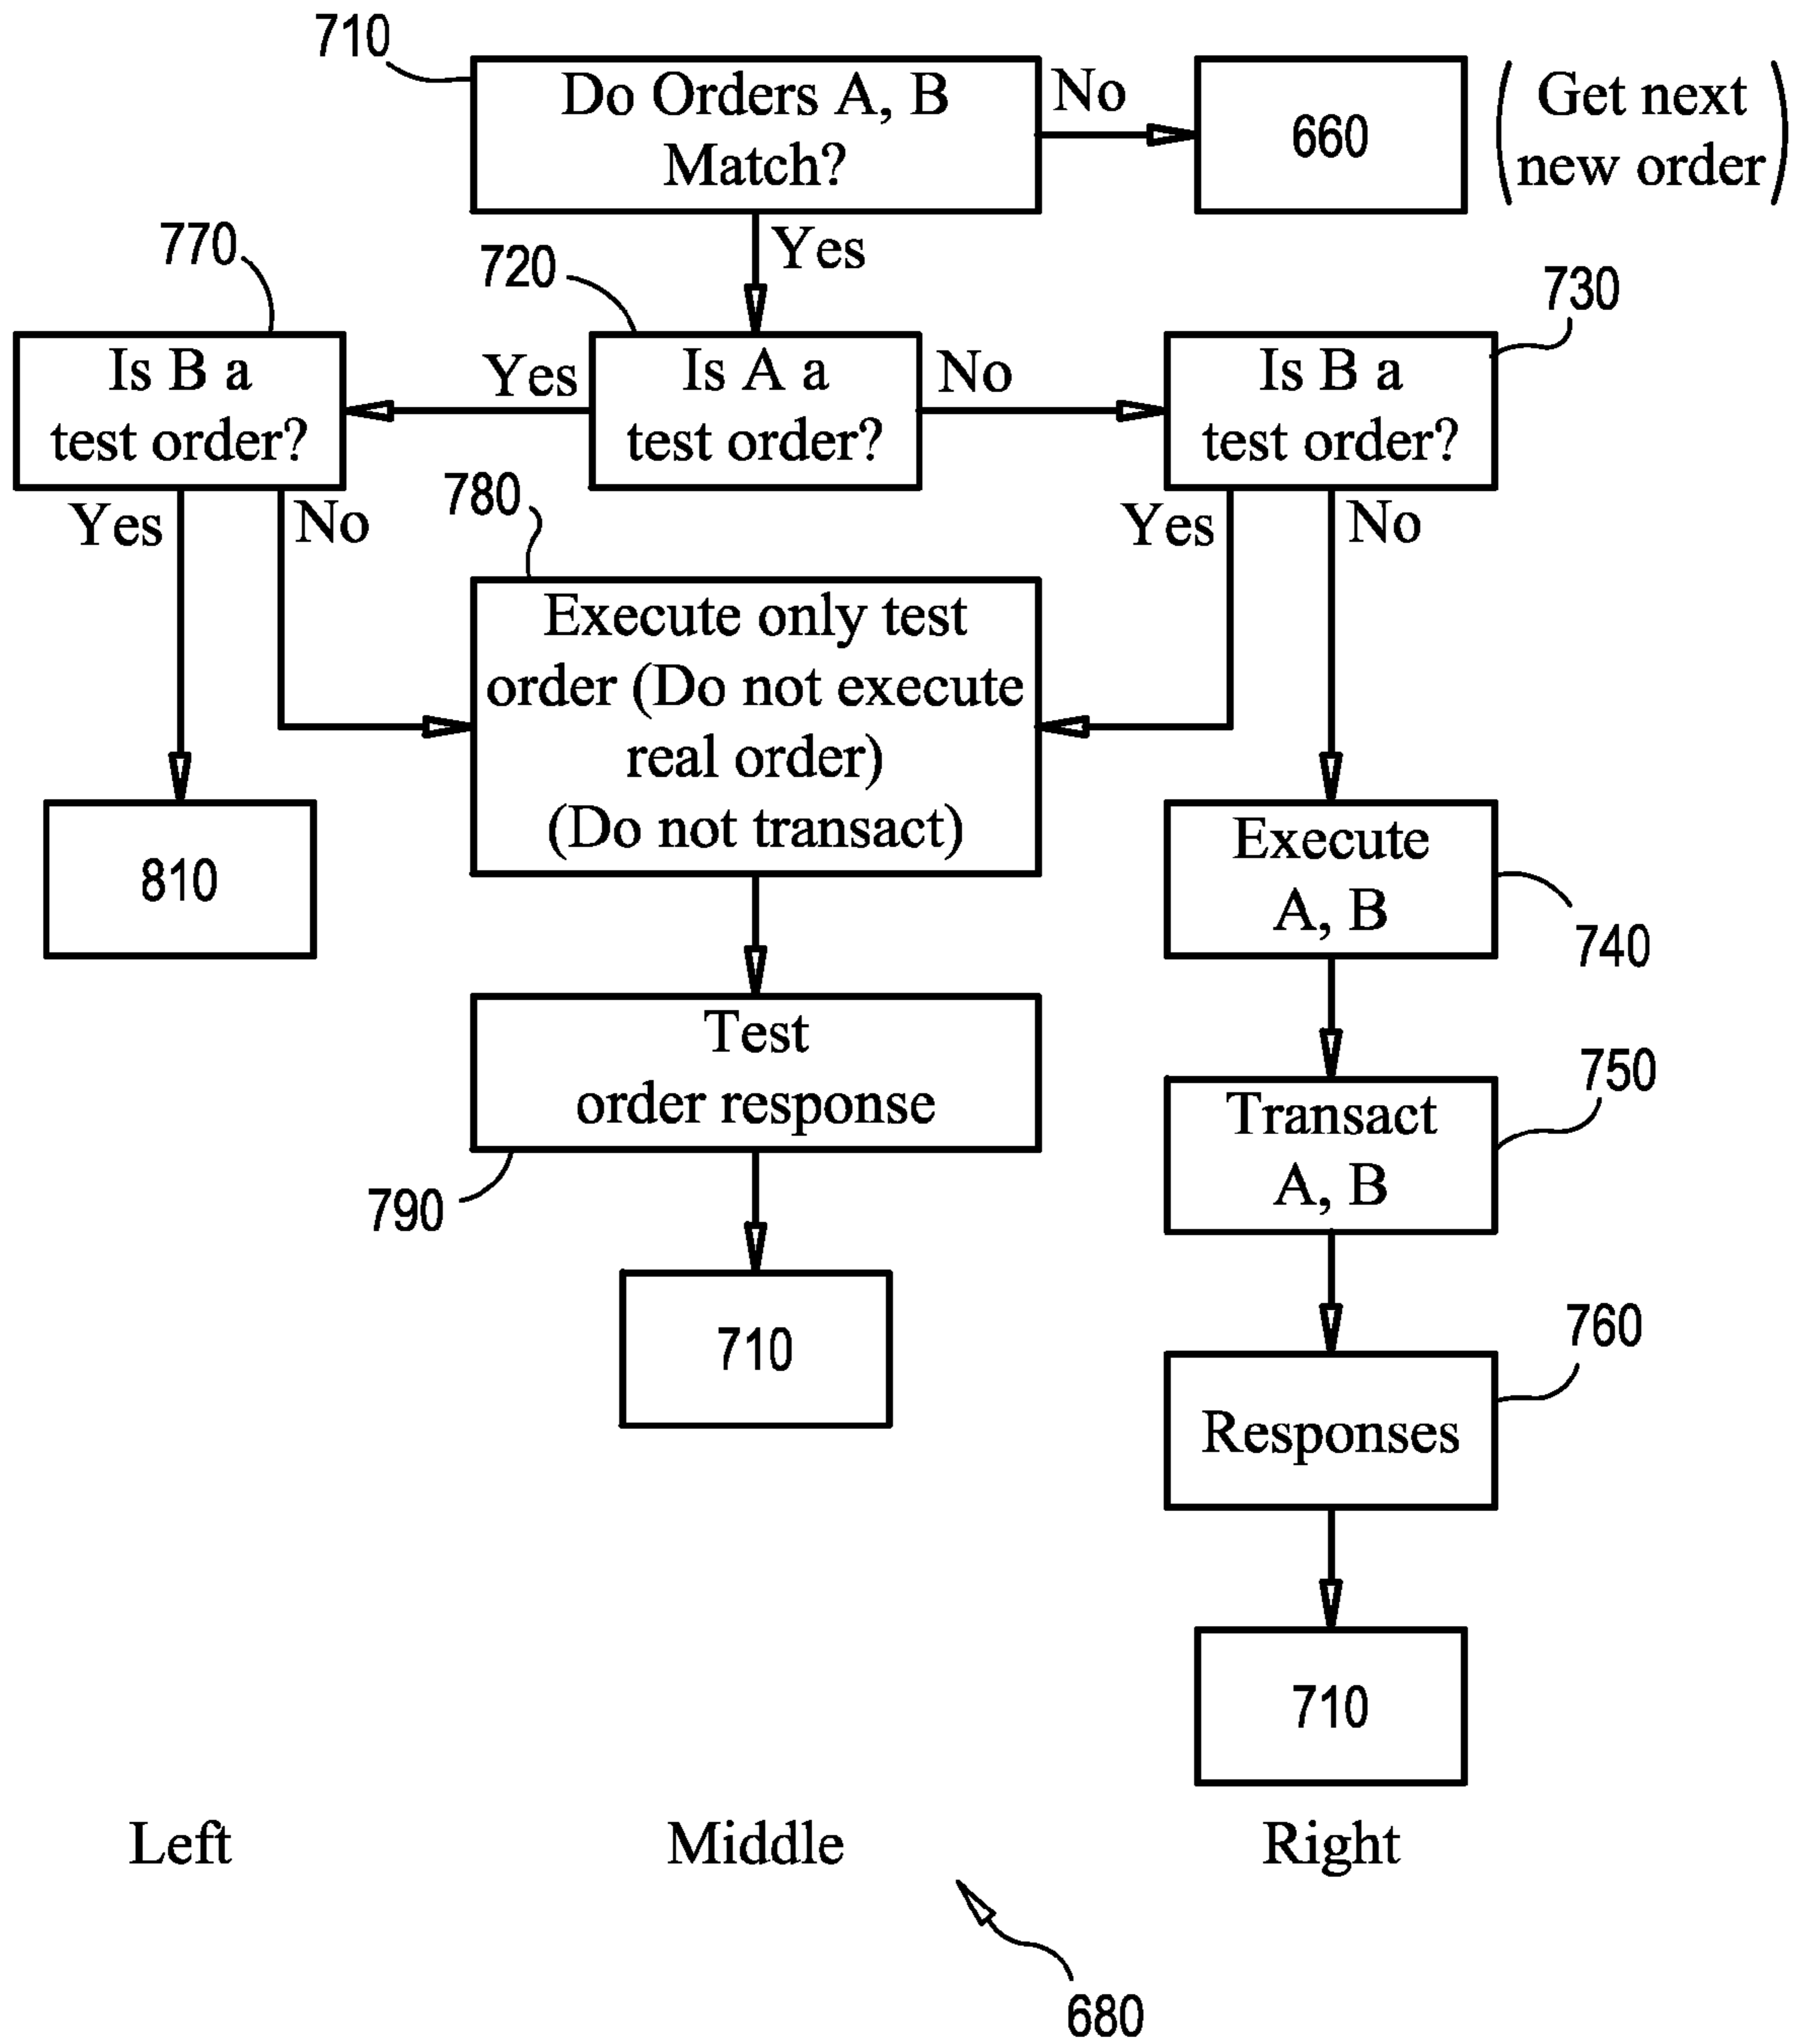 710
Do Orders A, B
Match?
No
660
(Get next
new order)
Yes
770
720
730
Is B a
test order?
Yes
Is A a
test order?
No
Is B a
test order?
Yes
No
780
Yes
No
Execute only test
order (Do not execute
real order)
(Do not transact)
810
Execute
A, B
740
Test
order response
790
Transact
A, B
750
710
Responses
760
710
Left
Middle
Right
680